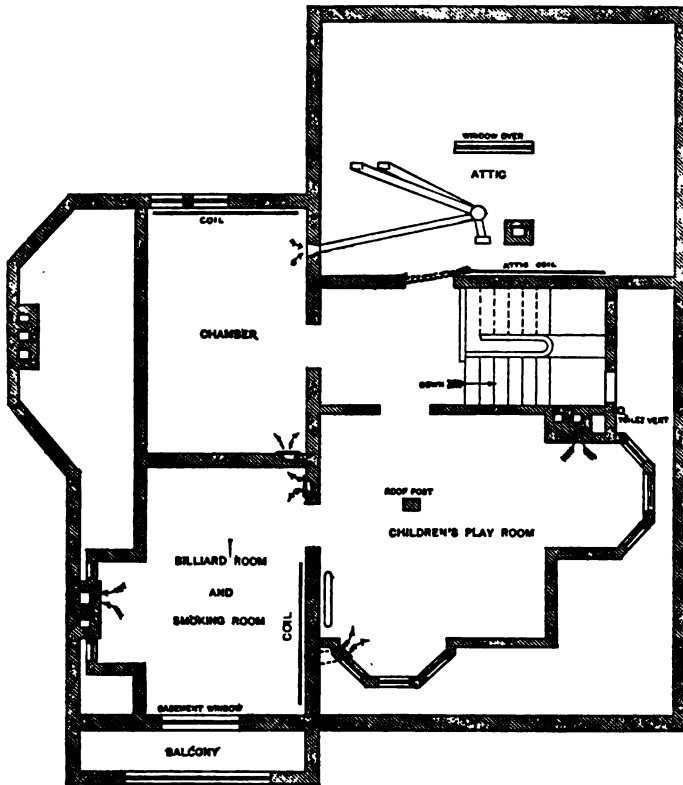 WINDOW OVER
ATTIC
COIL
ATTIC COIL
CHAMBER
DOWN
TOILET VENT
ROOF POST
CHILDREN'S PLAY ROOM
BILLIARD ROOM
AND
SMOKING ROOM
COIL
BASEMENT WINDOW
BALCONY